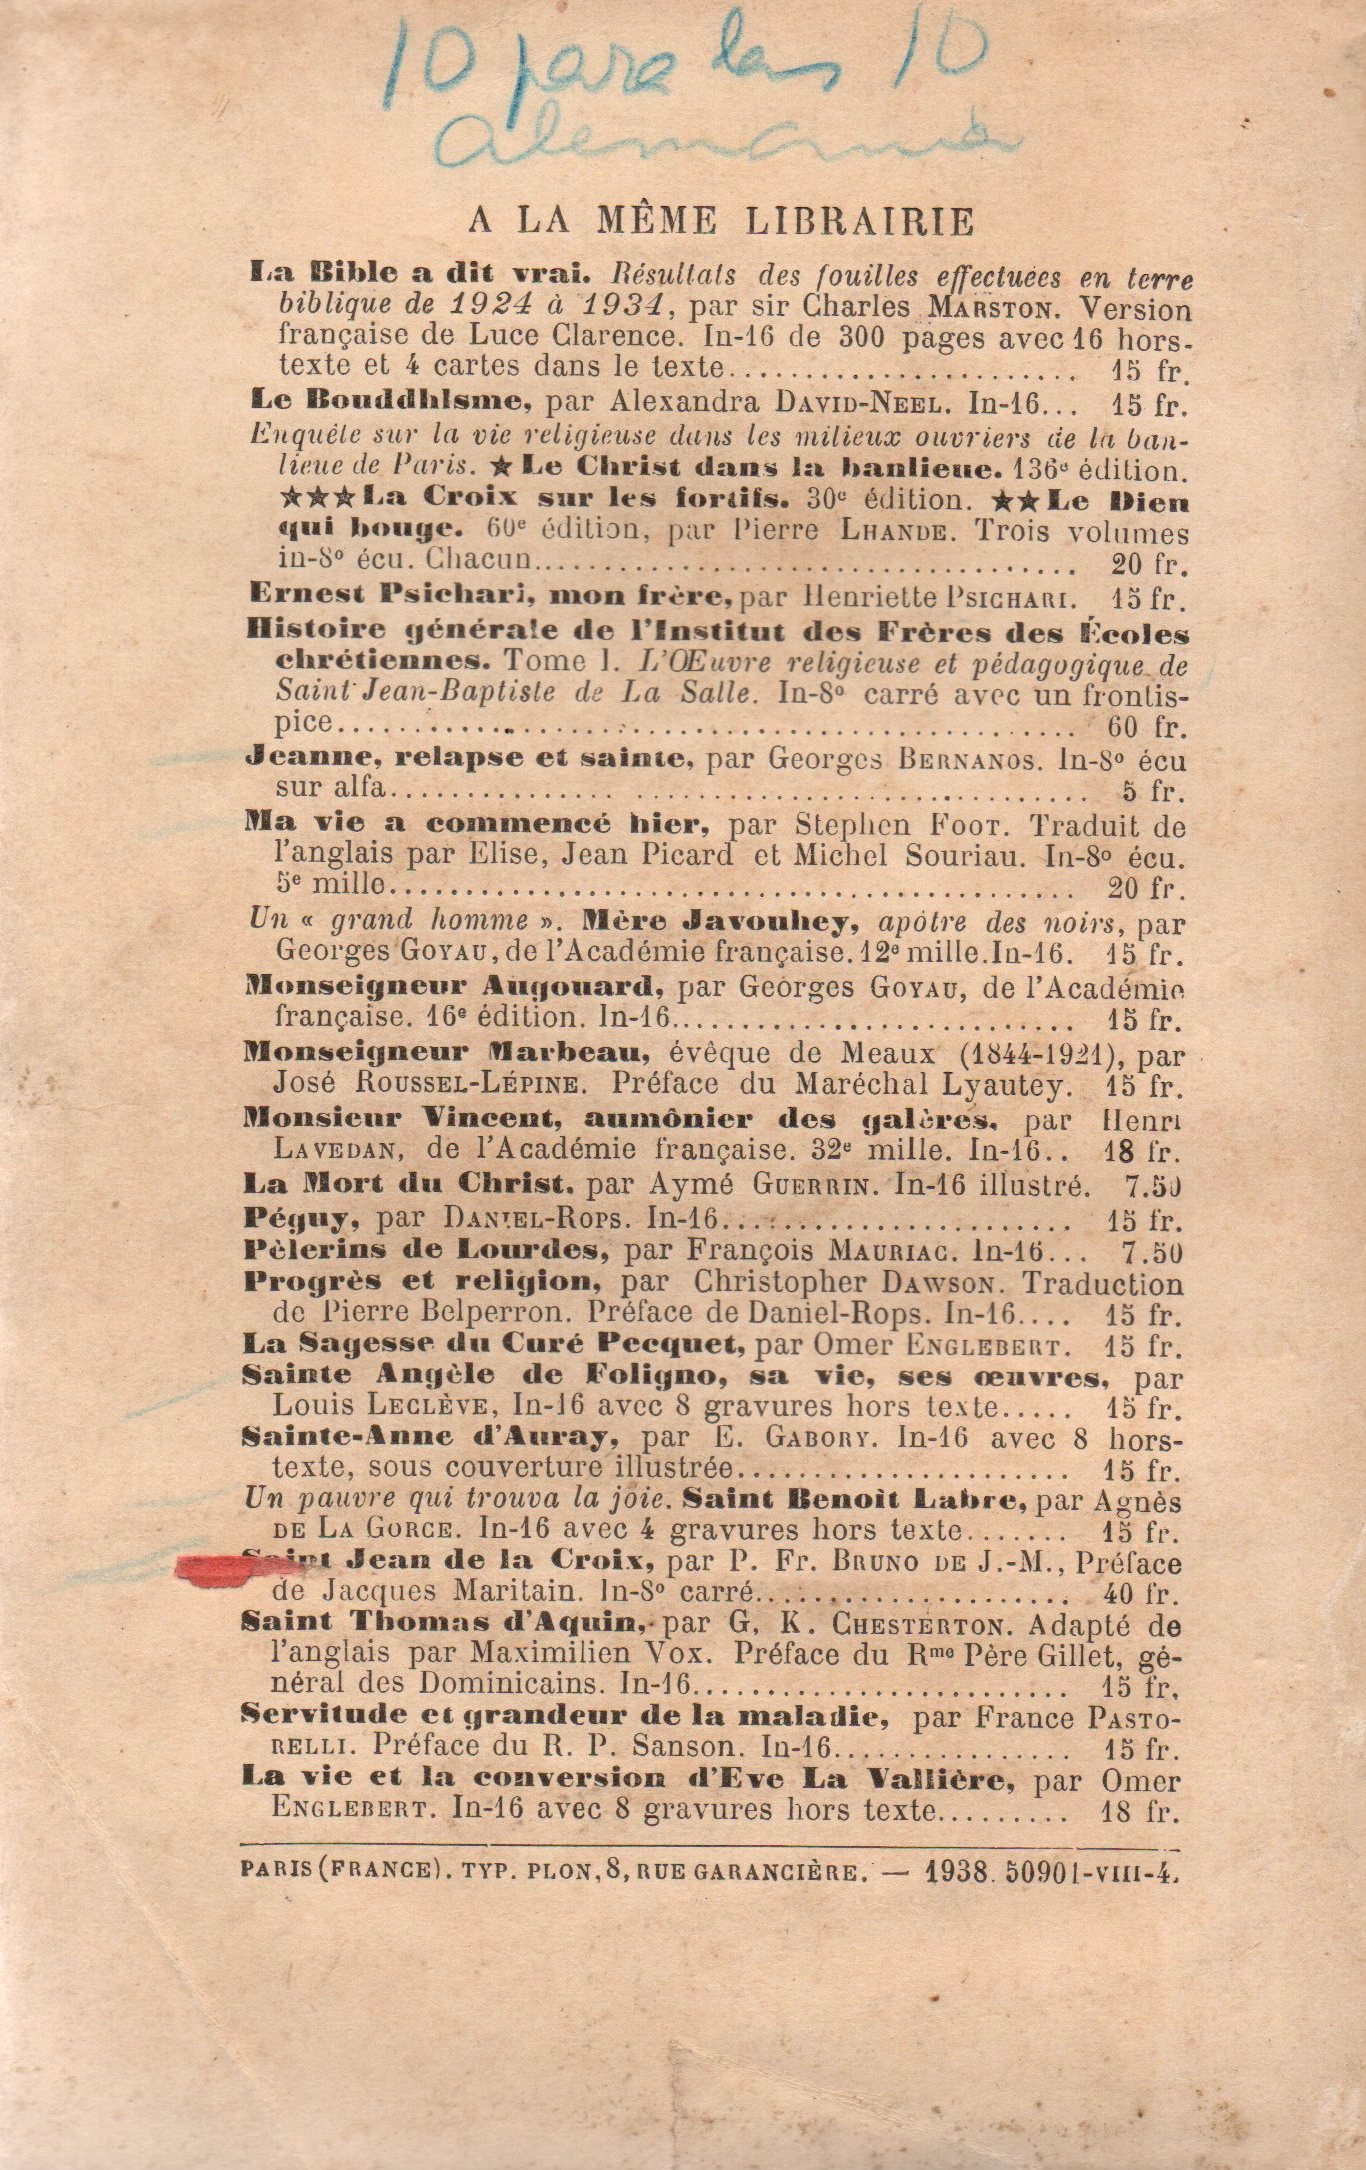 10 para las 10
Alemania
A LA MÊME LIBRAIRIE
La Bible a dit vrai. Résultats des fouilles effectuées en terre
biblique de 1924 à 1934, par sir Charles MARSTON. Version
française de Luce Clarence. In-16 de 300 pages avec 16 hors-
texte et 4 cartes dans le texte........................ 15 fr.
Le Bouddhisme, par Alexandra DAVID-NEEL. In-16... 15 fr.
Enquête sur la vie religieuse dans les milieux ouvriers de la ban-
lieue de Paris. ★ Le Christ dans la banlieue. 136e édition.
★★★ La Croix sur les fortifs. 30e édition. ★★ Le Dieu
qui bouge. 60e édition, par Pierre LHANDE. Trois volumes
in-8o écu. Chacun..................................... 20 fr.
Ernest Psichari, mon frère, par Henriette PSICHARI. 15 fr.
Histoire générale de l'Institut des Frères des Écoles
chrétiennes. Tome I. L'Œuvre religieuse et pédagogique de
Saint Jean-Baptiste de La Salle. In-8o carré avec un frontis-
pice.................................................. 60 fr.
Jeanne, relapse et sainte, par Georges BERNANOS. In-8o écu
sur alfa.............................................. 5 fr.
Ma vie a commencé hier, par Stephen FOOT. Traduit de
l'anglais par Elise, Jean Picard et Michel Souriau. In-8o écu.
5e mille.............................................. 20 fr.
Un « grand homme ». Mère Javouhey, apôtre des noirs, par
Georges GOYAU, de l'Académie française. 12e mille. In-16. 15 fr.
Monseigneur Augouard, par Georges GOYAU, de l'Académie
française. 16e édition. In-16............................ 15 fr.
Monseigneur Marbeau, évêque de Meaux (1844-1921), par
José ROUSSEL-LÉPINE. Préface du Maréchal Lyautey. 15 fr.
Monsieur Vincent, aumônier des galères, par Henri
LAVEDAN, de l'Académie française. 32e mille. In-16.. 18 fr.
La Mort du Christ, par Aymé GUERRIN. In-16 illustré. 7.50
Péguy, par DANIEL-ROPS. In-16........................ 15 fr.
Pèlerins de Lourdes, par François MAURIAC. In-16... 7.50
Progrès et religion, par Christopher DAWSON. Traduction
de Pierre Belperron. Préface de Daniel-Rops. In-16.... 15 fr.
La Sagesse du Curé Pecquet, par Omer ENGLEBERT. 15 fr.
Sainte Angèle de Foligno, sa vie, ses œuvres, par
Louis LECLÈVE, In-16 avec 8 gravures hors texte..... 15 fr.
Sainte-Anne d'Auray, par E. GABORY. In-16 avec 8 hors-
texte, sous couverture illustrée........................ 15 fr.
Un pauvre qui trouva la joie. Saint Benoît Labre, par Agnès
DE LA GORCE. In-16 avec 4 gravures hors texte....... 15 fr.
Saint Jean de la Croix, par P. Fr. BRUNO DE J.-M., Préface
de Jacques Maritain. In-8o carré...................... 40 fr.
Saint Thomas d'Aquin, par G. K. CHESTERTON. Adapté de
l'anglais par Maximilien Vox. Préface du Rme Père Gillet, gé-
néral des Dominicains. In-16.......................... 15 fr.
Servitude et grandeur de la maladie, par France PASTO-
RELLI. Préface du R. P. Sanson. In-16................ 15 fr.
La vie et la conversion d'Eve La Vallière, par Omer
ENGLEBERT. In-16 avec 8 gravures hors texte......... 18 fr.
PARIS (FRANCE). TYP. PLON, 8, RUE GARANCIÈRE. — 1938. 50901-VIII-4.